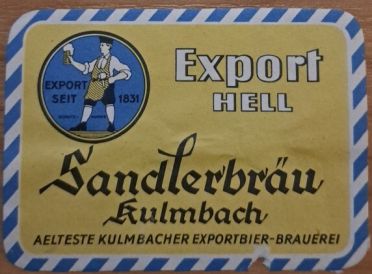 EXPORT
SEIT 1831
Export
HELL
Sandlerbräu
Kulmbach
AELTESTE KULMBACHER EXPORTBIER-BRAUEREI